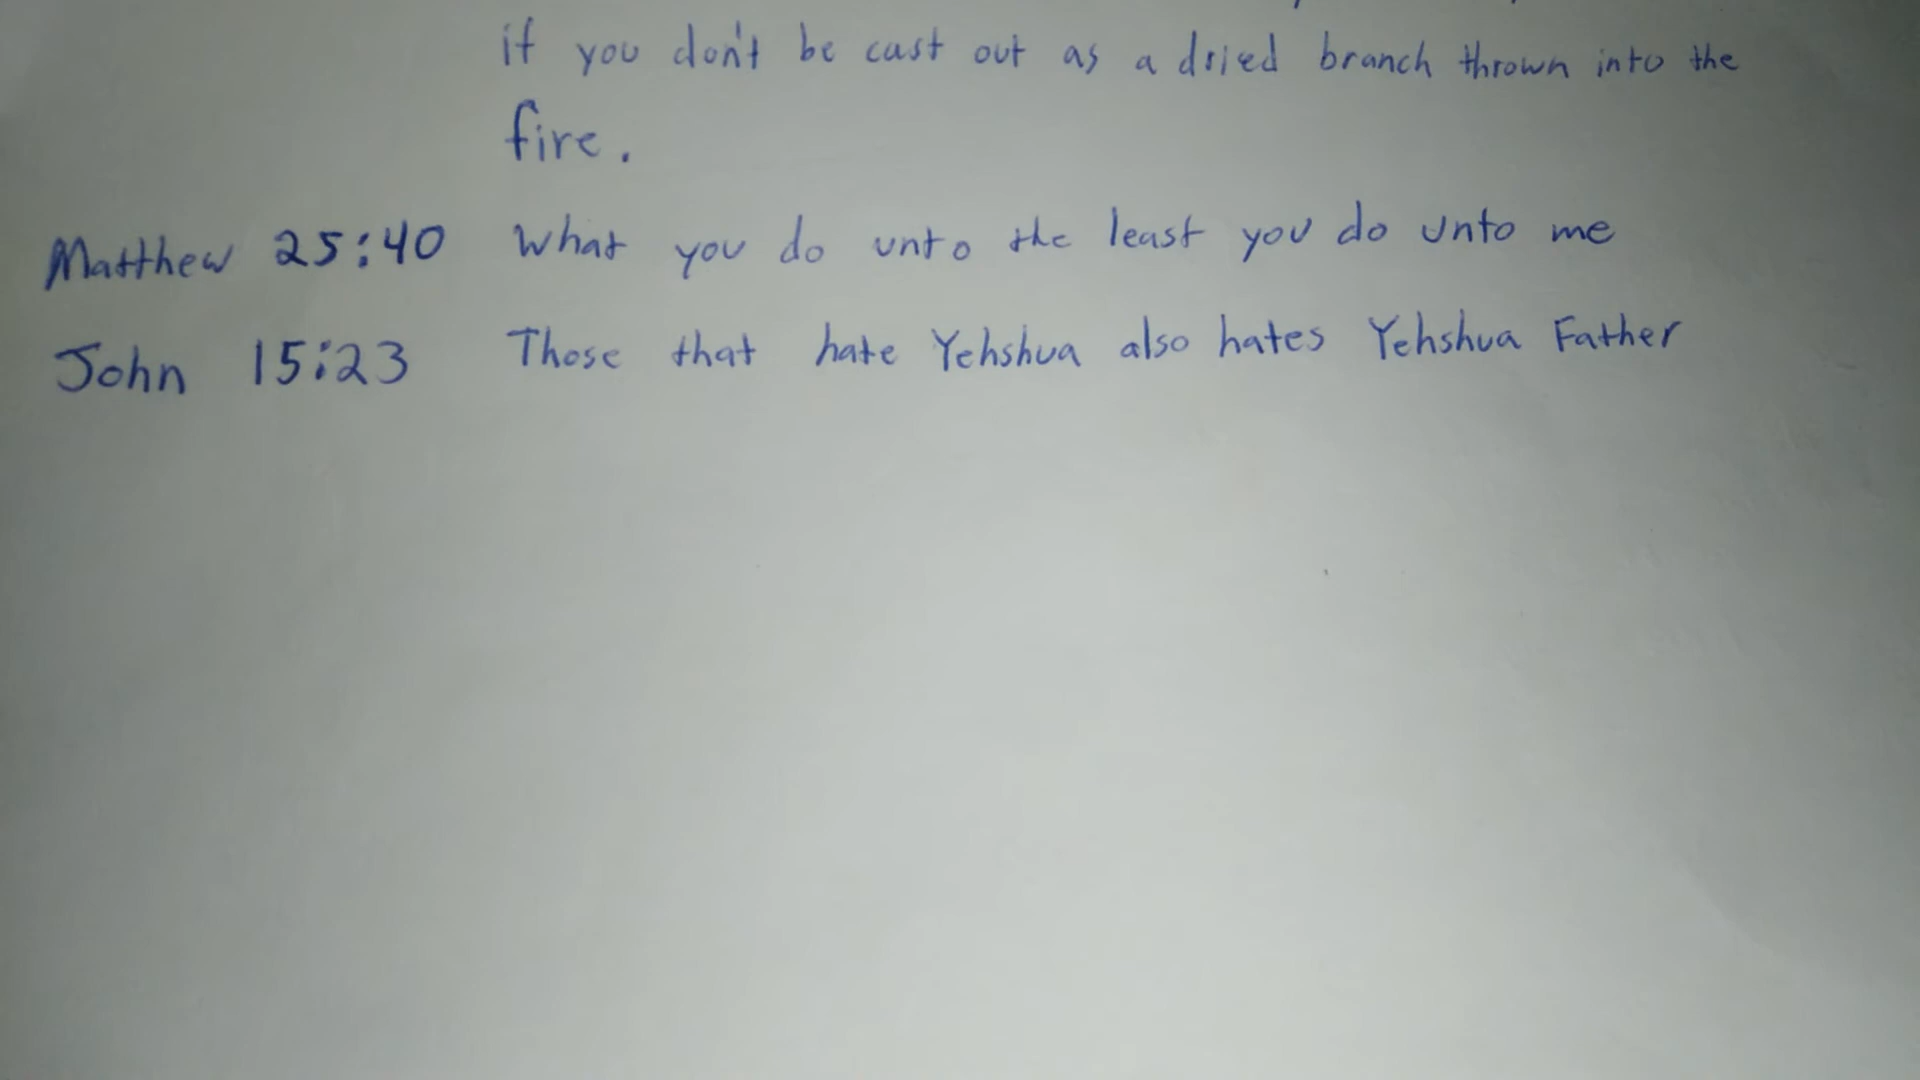 if you don't be cast out as a dried branch thrown into the
fire.
Matthew 25:40 What you do unto the least you do unto me
John 15:23 Those that hate Yehshua also hates Yehshua Father